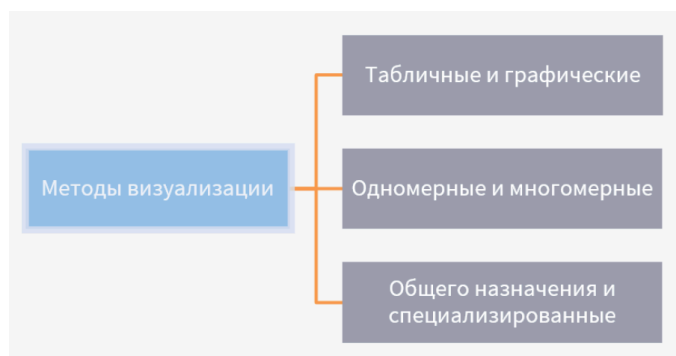 Табличные и графические
Методы визуализации
Одномерные и многомерные
Общего назначения и
специализированные